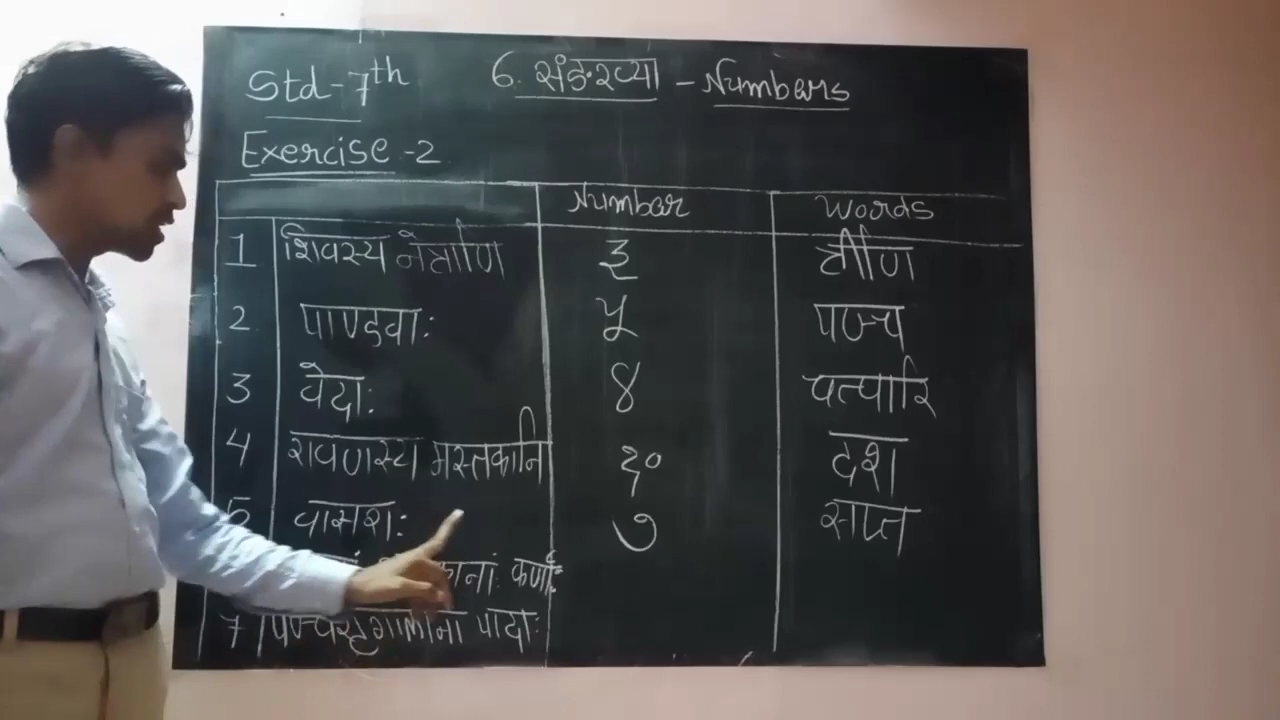 Std-7th
6. संङ.ख्या - Numbers
Exercise -2
Number Words
1 शिवस्य नेत्राणि ३ त्रीणि
2 पाण्डवाः ५ पञ्च
3 वेदाः ४ चत्वारि
4 रावणस्य मस्तकानि १० दश
5 वासराः ७ सप्त
कानां कर्णाः
7 पञ्चशृगालानां पादाः